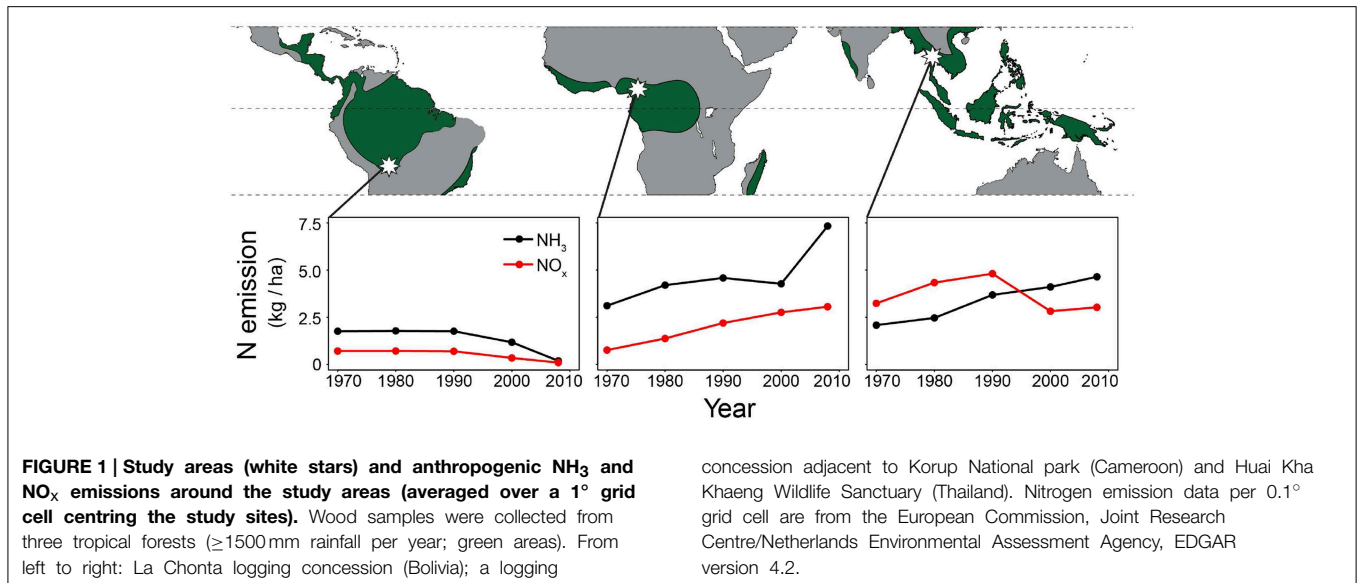 7.5
5.0
2.5
0
N emission
(kg / ha)
NH₃
NOₓ
1970 1980 1990 2000 2010
1970 1980 1990 2000 2010
1970 1980 1990 2000 2010
Year
FIGURE 1 | Study areas (white stars) and anthropogenic NH₃ and
NOₓ emissions around the study areas (averaged over a 1° grid
cell centring the study sites). Wood samples were collected from
three tropical forests (≥1500 mm rainfall per year; green areas). From
left to right: La Chonta logging concession (Bolivia); a logging
concession adjacent to Korup National park (Cameroon) and Huai Kha
Khaeng Wildlife Sanctuary (Thailand). Nitrogen emission data per 0.1°
grid cell are from the European Commission, Joint Research
Centre/Netherlands Environmental Assessment Agency, EDGAR
version 4.2.